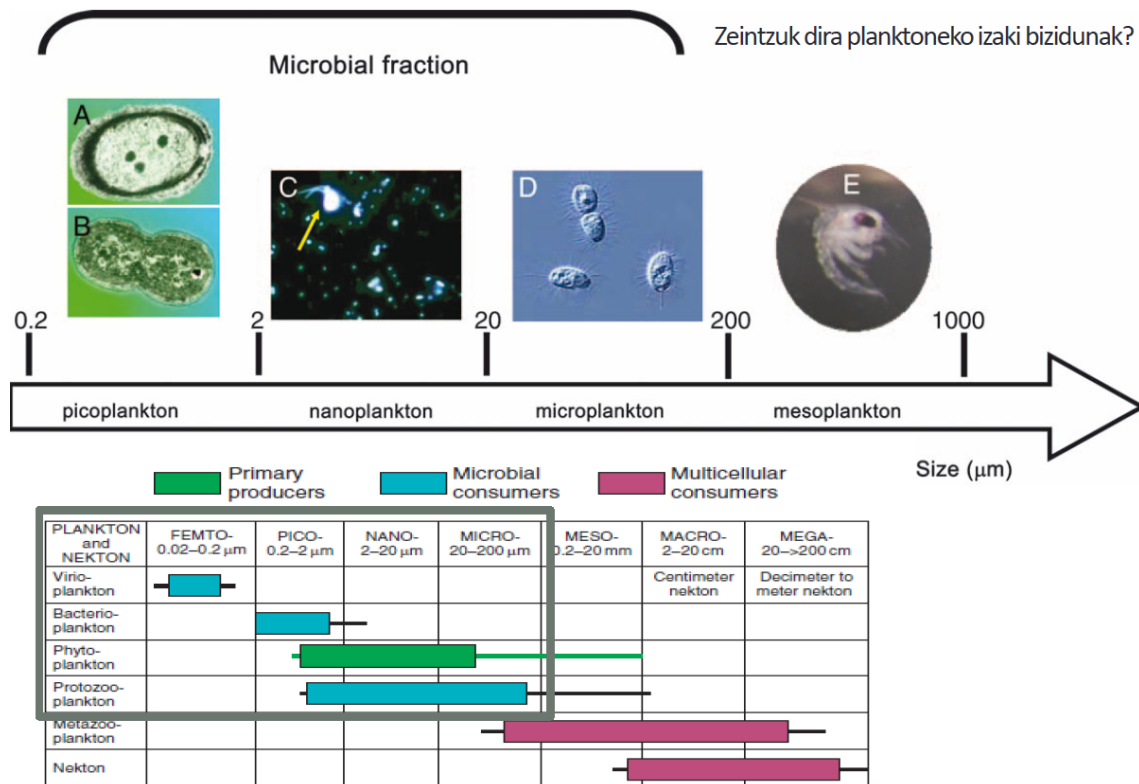 Zeintzuk dira planktoneko izaki bizidunak?
Microbial fraction
A
B
C
D
E
0.2
2
20
200
1000
picoplankton
nanoplankton
microplankton
mesoplankton
Size (μm)
Primary
producers
Microbial
consumers
Multicellular
consumers
PLANKTON
and
NEKTON
FEMTO-
0.02–0.2 μm
PICO-
0.2–2 μm
NANO-
2–20 μm
MICRO-
20–200 μm
MESO-
0.2–20 mm
MACRO-
2–20 cm
MEGA-
20–>200 cm
Virio-
plankton
Centimeter
nekton
Decimeter to
meter nekton
Bacterio-
plankton
Phyto-
plankton
Protozoo-
plankton
Metazoo-
plankton
Nekton